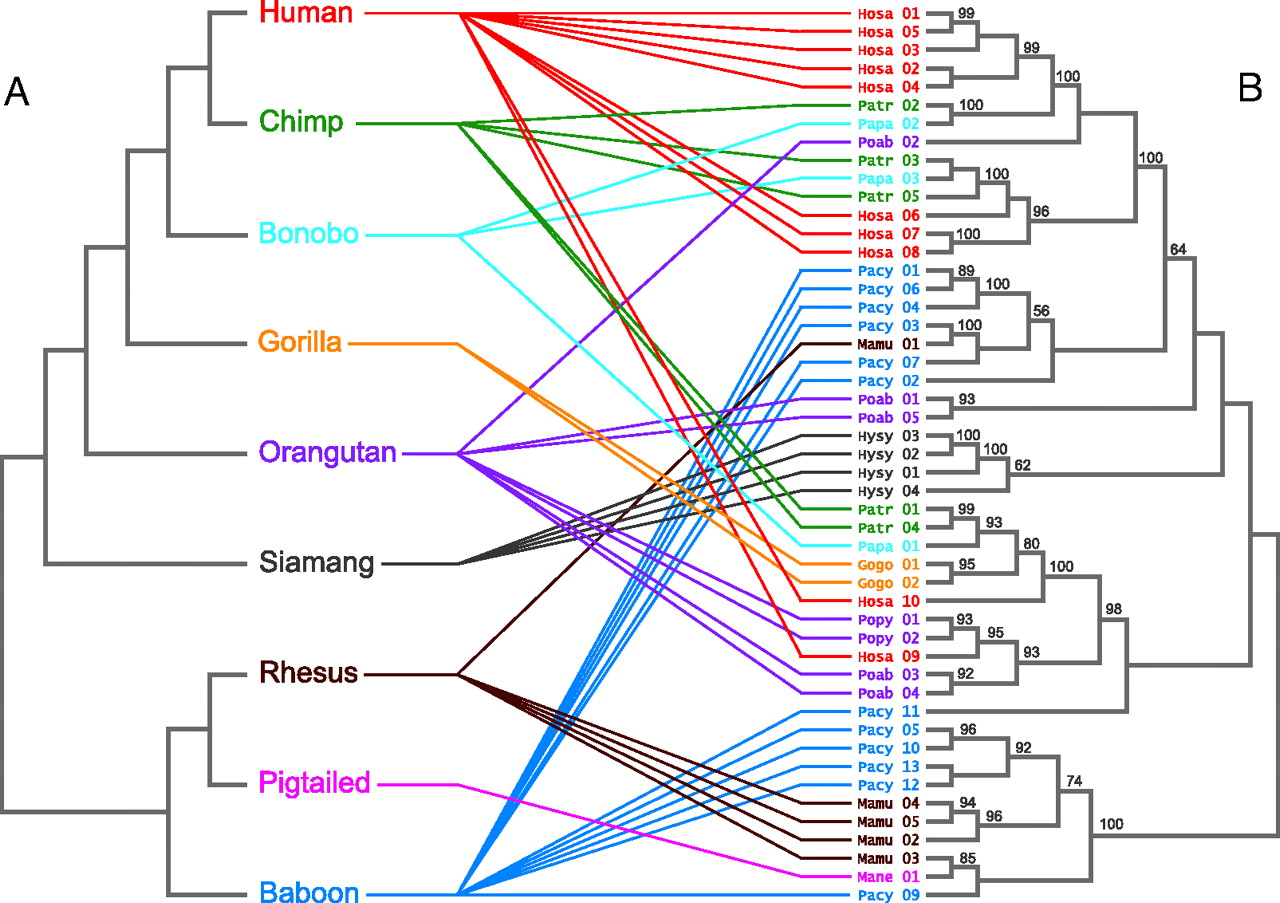 A
B
Human
Chimp
Bonobo
Gorilla
Orangutan
Siamang
Rhesus
Pigtailed
Baboon
Hosa 01
Hosa 05
Hosa 03
Hosa 02
Hosa 04
Patr 02
Papa 02
Poab 02
Patr 03
Papa 03
Patr 05
Hosa 06
Hosa 07
Hosa 08
Pacy 01
Pacy 06
Pacy 04
Pacy 03
Mamu 01
Pacy 07
Pacy 02
Poab 01
Poab 05
Hysy 03
Hysy 02
Hysy 01
Hysy 04
Patr 01
Patr 04
Papa 01
Gogo 01
Gogo 02
Hosa 10
Popy 01
Popy 02
Hosa 09
Poab 03
Poab 04
Pacy 11
Pacy 05
Pacy 10
Pacy 13
Pacy 12
Mamu 04
Mamu 05
Mamu 02
Mamu 03
Mane 01
Pacy 09
99
99
100
100
100
100
96
100
64
89
100
56
100
93
100
100
62
99
93
80
95
100
98
93
95
93
92
96
92
74
94
96
100
85